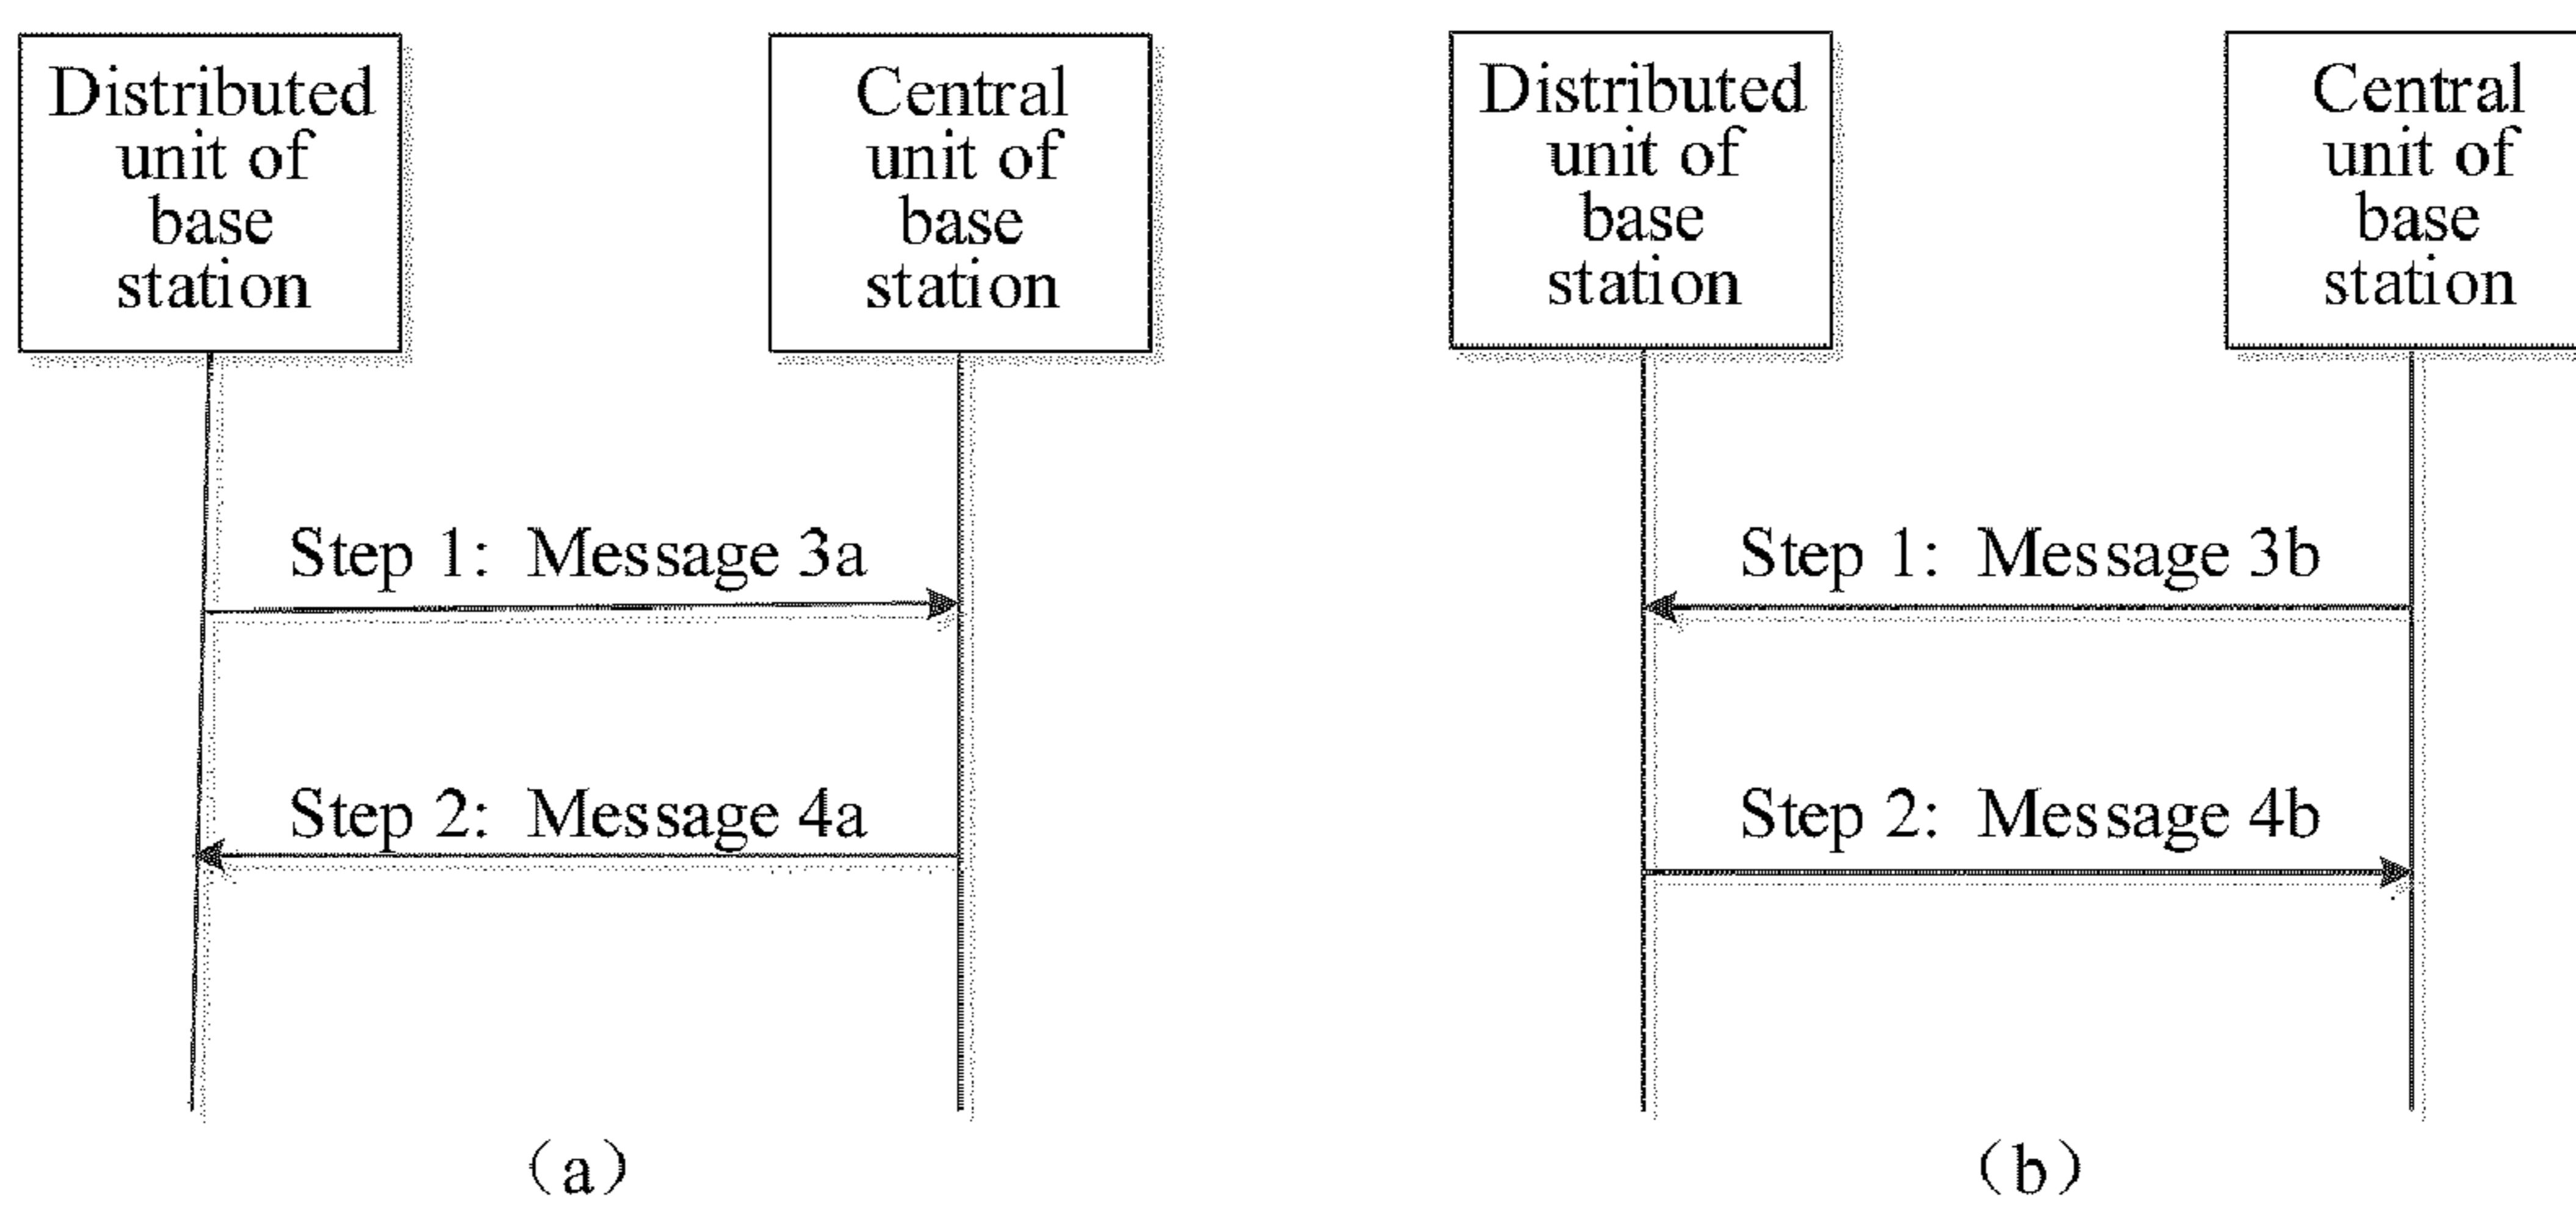 Distributed
unit of
base
station
Central
unit of
base
station
Step 1: Message 3a
Step 2: Message 4a
(a)
Distributed
unit of
base
station
Central
unit of
base
station
Step 1: Message 3b
Step 2: Message 4b
(b)